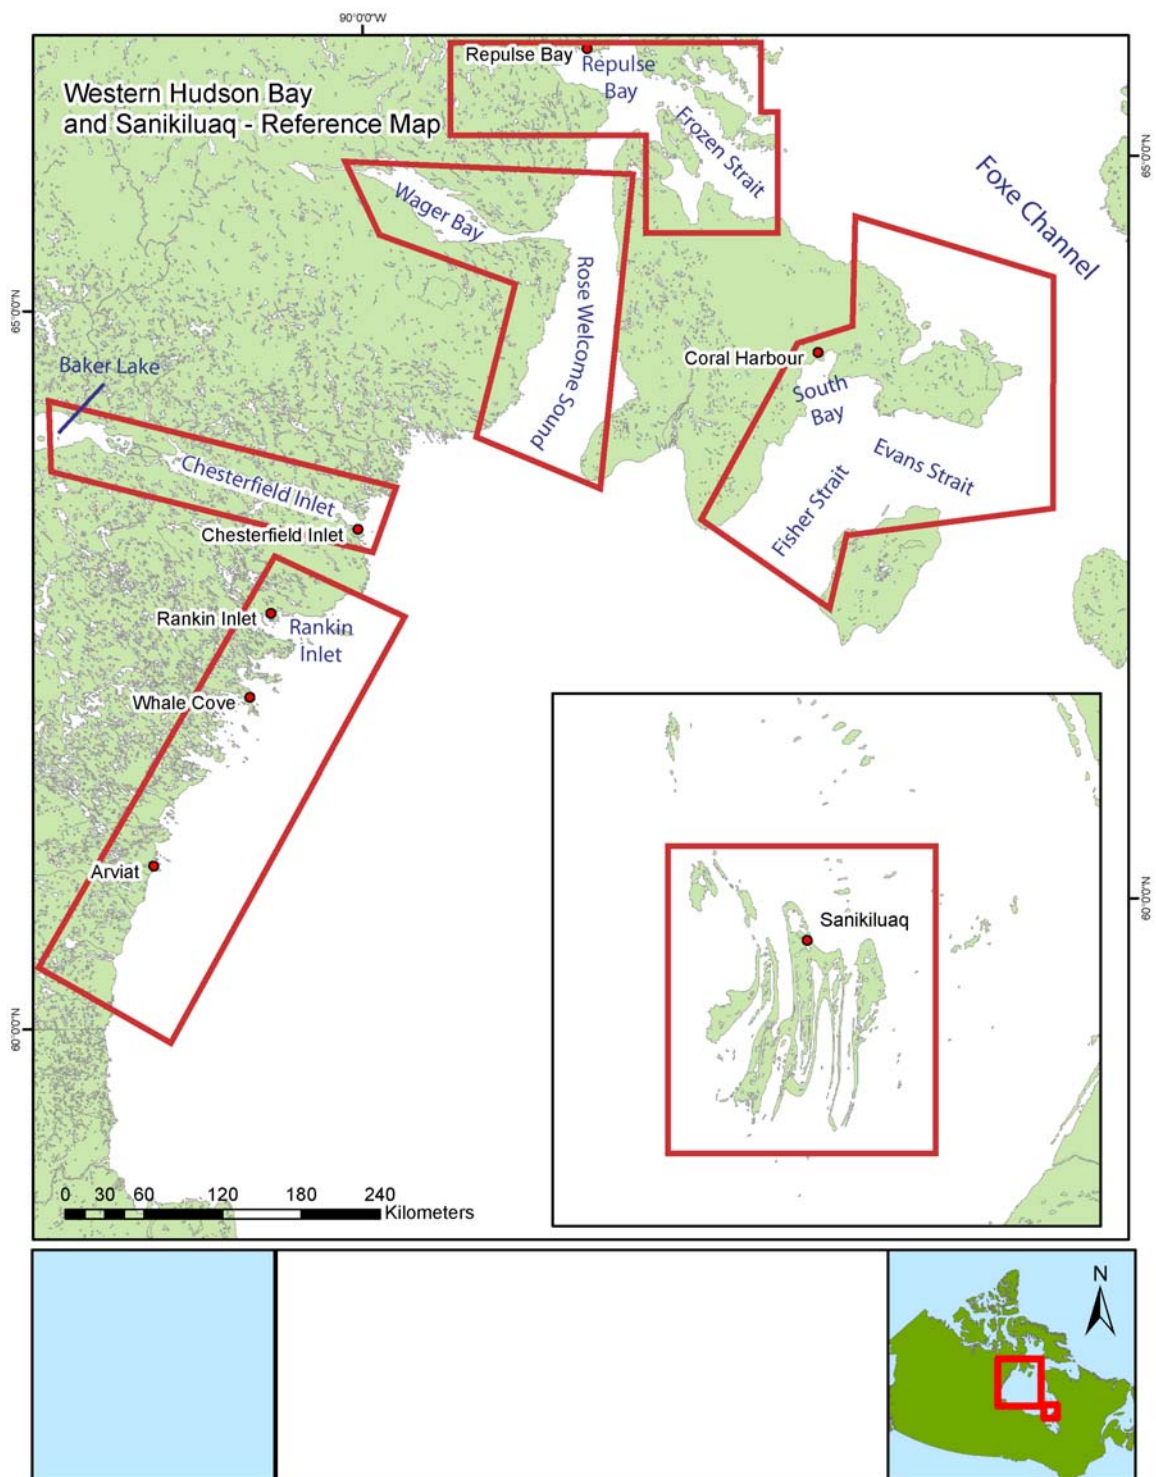 90°0'0"W
Repulse Bay
Repulse
Bay
Western Hudson Bay
and Sanikiluaq - Reference Map
Frozen Strait
65°0'0"N
Foxe Channel
Wager Bay
Rose Welcome Sound
65°0'0"N
Coral Harbour
Baker Lake
South
Bay
Evans Strait
Chesterfield Inlet
Fisher Strait
Chesterfield Inlet
Rankin Inlet
Rankin
Inlet
Whale Cove
Arviat
60°0'0"N
Sanikiluaq
60°0'0"N
0 30 60 120 180 240
Kilometers
N